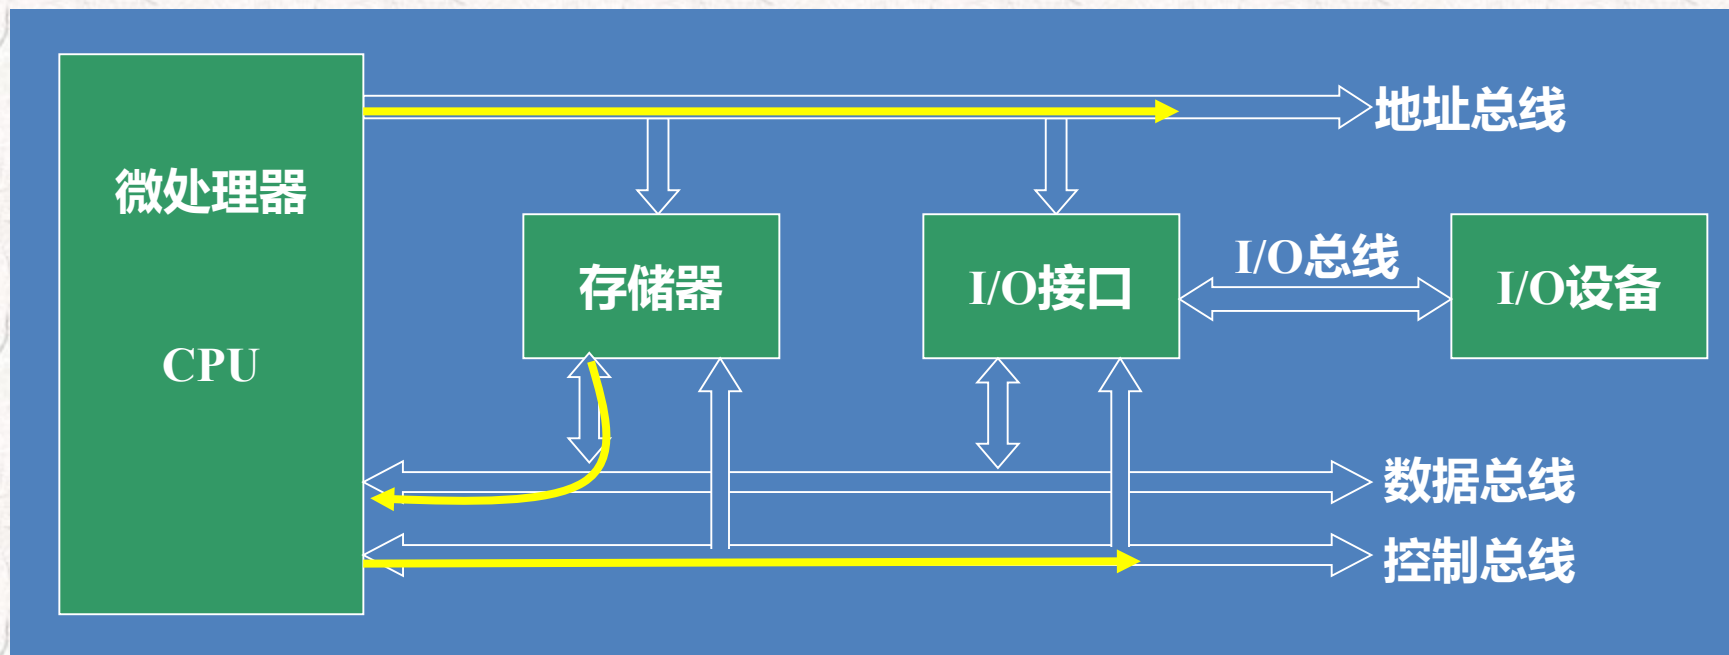 地址总线
微处理器
CPU
存储器
I/O接口
I/O总线
I/O设备
数据总线
控制总线